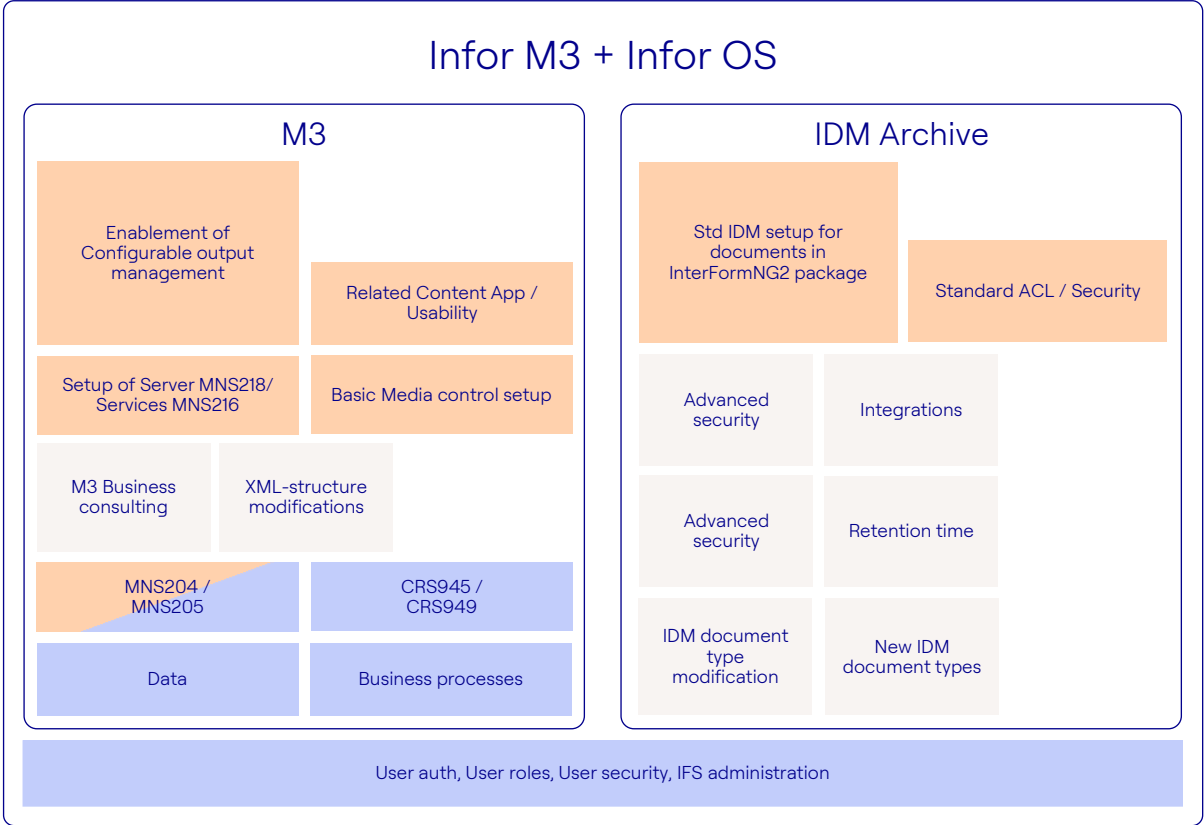 Infor M3 + Infor OS
M3
Enablement of
Configurable output
management
Related Content App /
Usability
Setup of Server MNS218/
Services MNS216
Basic Media control setup
M3 Business
consulting
XML-structure
modifications
MNS204 /
MNS205
CRS945 /
CRS949
Data
Business processes
IDM Archive
Std IDM setup for
documents in
InterFormNG2 package
Standard ACL / Security
Advanced
security
Integrations
Advanced
security
Retention time
IDM document
type
modification
New IDM
document types
User auth, User roles, User security, IFS administration